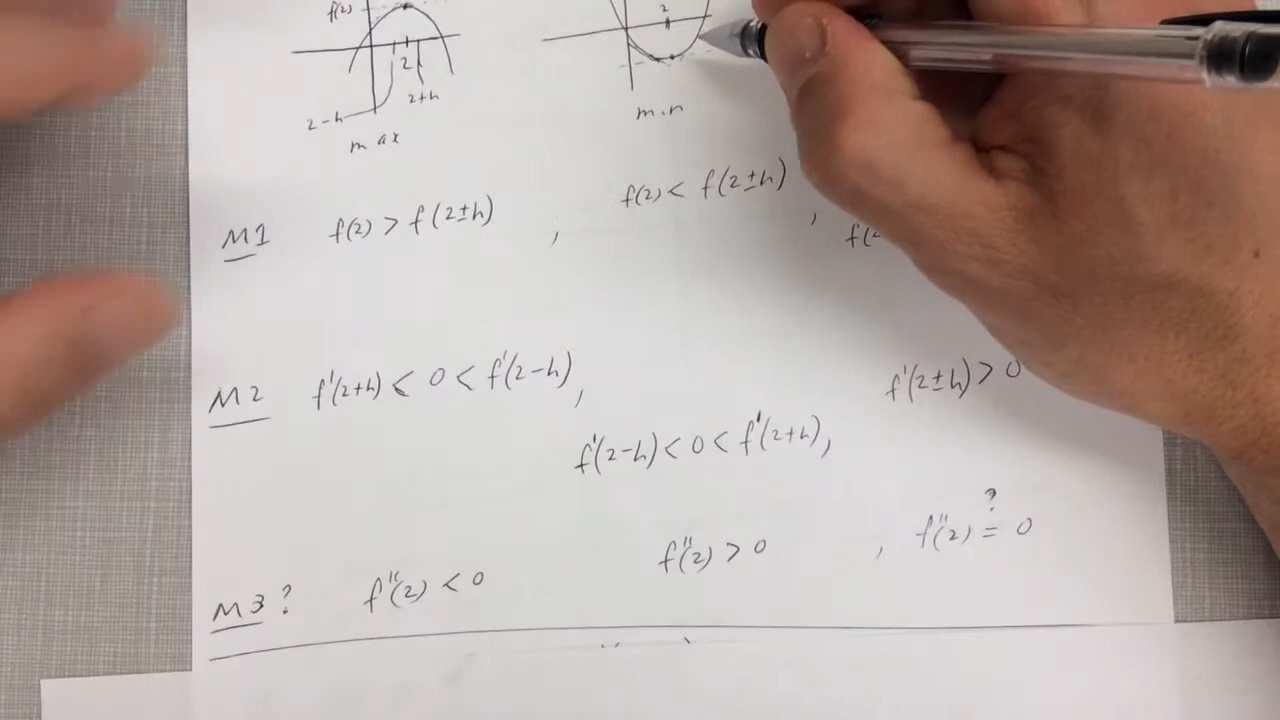 f(2)
2
2
2+h
2-h
max
min
M1 f(2) > f(2±h) , f(2) < f(2±h) , f(2
M2 f'(2+h) < 0 < f'(2-h), f'(2-h) < 0 < f'(2+h), f'(2±h) > 0
M3 ? f''(2) < 0 f''(2) > 0 , f''(2) ≟ 0